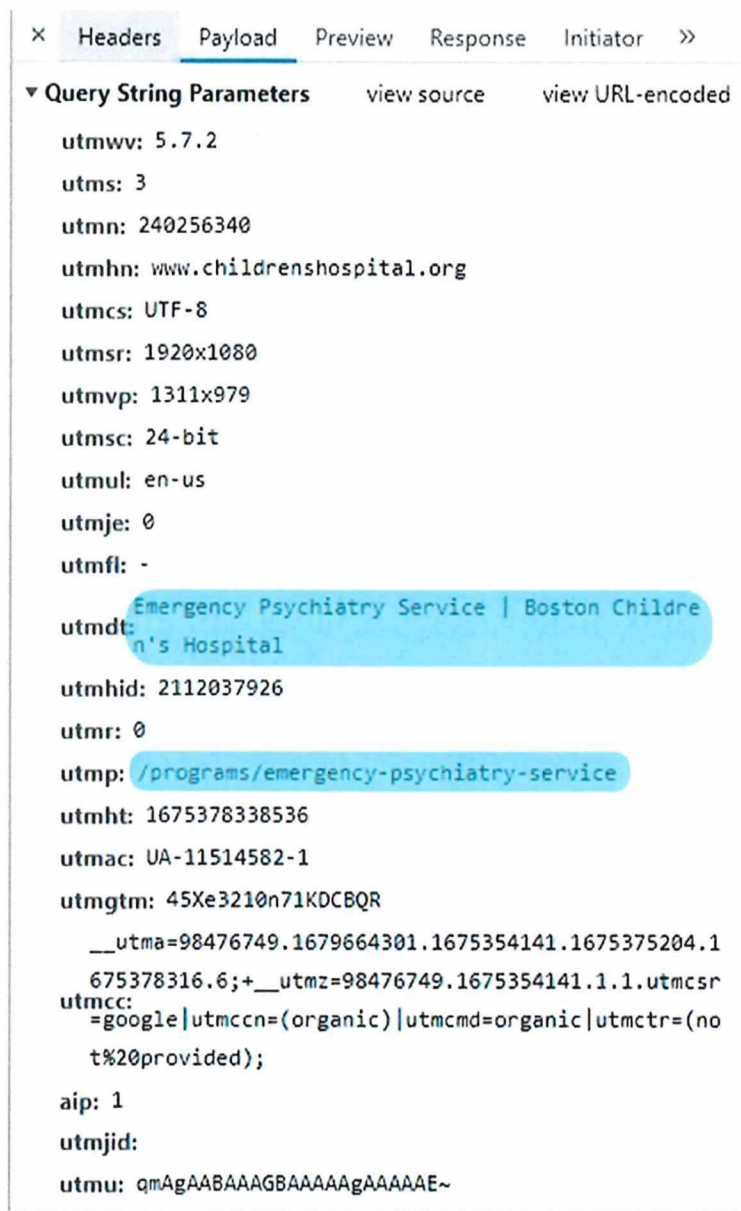 × Headers Payload Preview Response Initiator »
▼ Query String Parameters view source view URL-encoded
utmwv: 5.7.2
utms: 3
utmn: 240256340
utmhn: www.childrenshospital.org
utmcs: UTF-8
utmsr: 1920x1080
utmvp: 1311x979
utmsc: 24-bit
utmul: en-us
utmje: 0
utmfl: -
utmdt: Emergency Psychiatry Service | Boston Childre
n's Hospital
utmhid: 2112037926
utmr: 0
utmp: /programs/emergency-psychiatry-service
utmht: 1675378338536
utmac: UA-11514582-1
utmgtm: 45Xe3210n71KDCBQR
utmcc: __utma=98476749.1679664301.1675354141.1675375204.1
675378316.6;+__utmz=98476749.1675354141.1.1.utmcsr
=google|utmccn=(organic)|utmcmd=organic|utmctr=(no
t%20provided);
aip: 1
utmjid:
utmu: qmAgAABAAAGBAAAAAgAAAAAE~